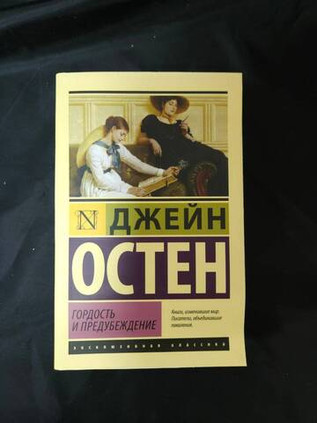 N ДЖЕЙН
ОСТЕН
ГОРДОСТЬ
И ПРЕДУБЕЖДЕНИЕ
Книги, изменившие мир.
Писатели, объединившие
поколения.
ЭКСКЛЮЗИВНАЯ КЛАССИКА